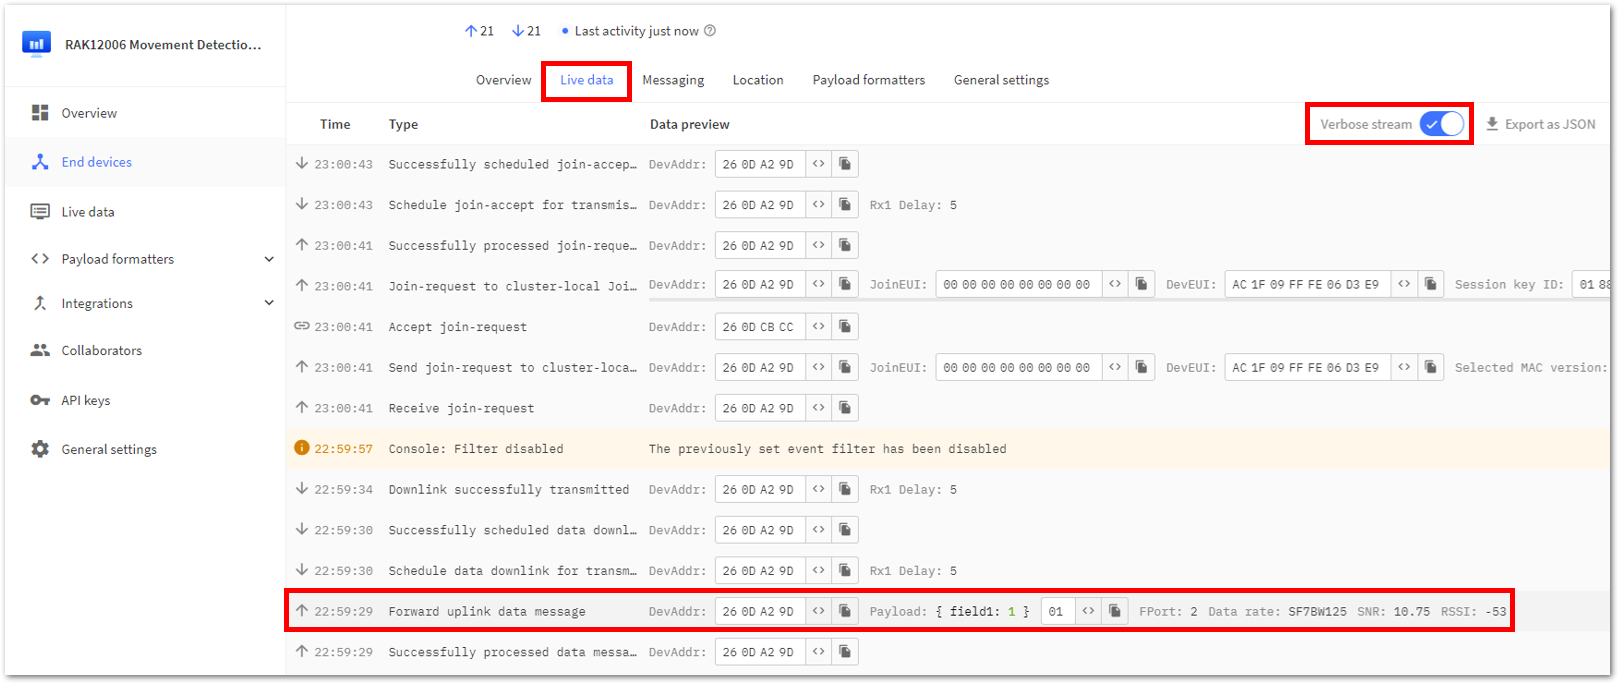 RAK12006 Movement Detectio...
21 21 Last activity just now
Overview Live data Messaging Location Payload formatters General settings
Overview
End devices
Live data
Payload formatters
Integrations
Collaborators
API keys
General settings
Time Type Data preview Verbose stream Export as JSON
23:00:43 Successfully scheduled join-accep… DevAddr: 26 0D A2 9D <>
23:00:43 Schedule join-accept for transmis… DevAddr: 26 0D A2 9D <> Rx1 Delay: 5
23:00:41 Successfully processed join-reque… DevAddr: 26 0D A2 9D <>
23:00:41 Join-request to cluster-local Joi… DevAddr: 26 0D A2 9D <> JoinEUI: 00 00 00 00 00 00 00 00 <> DevEUI: AC 1F 09 FF FE 06 D3 E9 <> Session key ID: 01 88
23:00:41 Accept join-request DevAddr: 26 0D CB CC <>
23:00:41 Send join-request to cluster-loca… DevAddr: 26 0D A2 9D <> JoinEUI: 00 00 00 00 00 00 00 00 <> DevEUI: AC 1F 09 FF FE 06 D3 E9 <> Selected MAC version:
23:00:41 Receive join-request DevAddr: 26 0D A2 9D <>
22:59:57 Console: Filter disabled The previously set event filter has been disabled
22:59:34 Downlink successfully transmitted DevAddr: 26 0D A2 9D <> Rx1 Delay: 5
22:59:30 Successfully scheduled data downl… DevAddr: 26 0D A2 9D <>
22:59:30 Schedule data downlink for transm… DevAddr: 26 0D A2 9D <> Rx1 Delay: 5
22:59:29 Forward uplink data message DevAddr: 26 0D A2 9D <> Payload: { field1: 1 } 01 <> FPort: 2 Data rate: SF7BW125 SNR: 10.75 RSSI: -53
22:59:29 Successfully processed data messa… DevAddr: 26 0D A2 9D <>